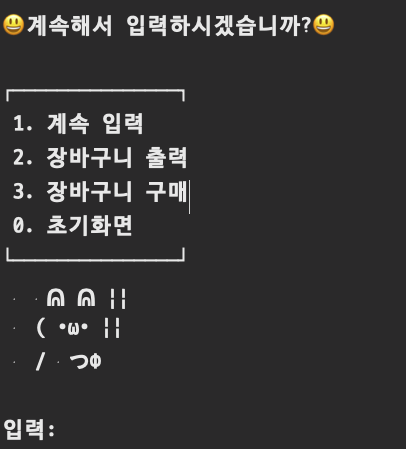 😃계속해서 입력하시겠습니까?😃
┌───────────────┐
1. 계속 입력
2. 장바구니 출력
3. 장바구니 구매
0. 초기화면
└───────────────┘
· ·ᕱ ᕱ ||
· ( •ω• ||
· / · つΦ
입력: